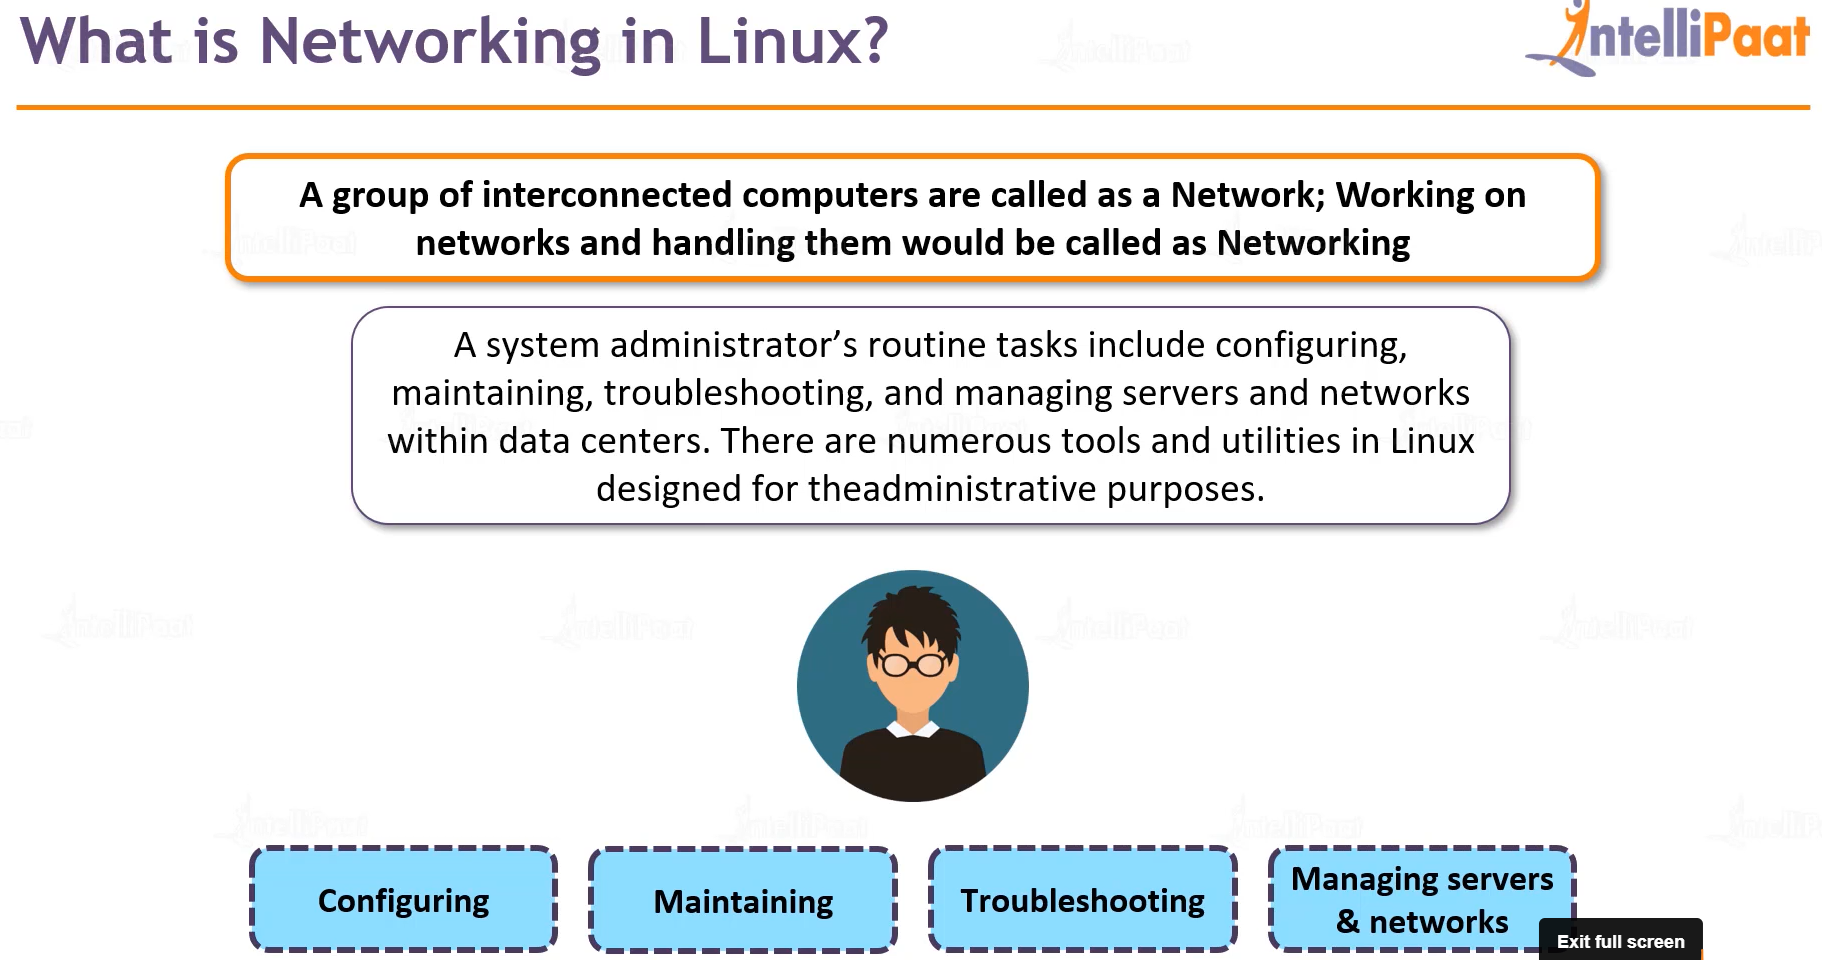 What is Networking in Linux?
IntelliPaat
A group of interconnected computers are called as a Network; Working on
networks and handling them would be called as Networking
A system administrator’s routine tasks include configuring,
maintaining, troubleshooting, and managing servers and networks
within data centers. There are numerous tools and utilities in Linux
designed for theadministrative purposes.
Configuring
Maintaining
Troubleshooting
Managing servers
& networks
Exit full screen